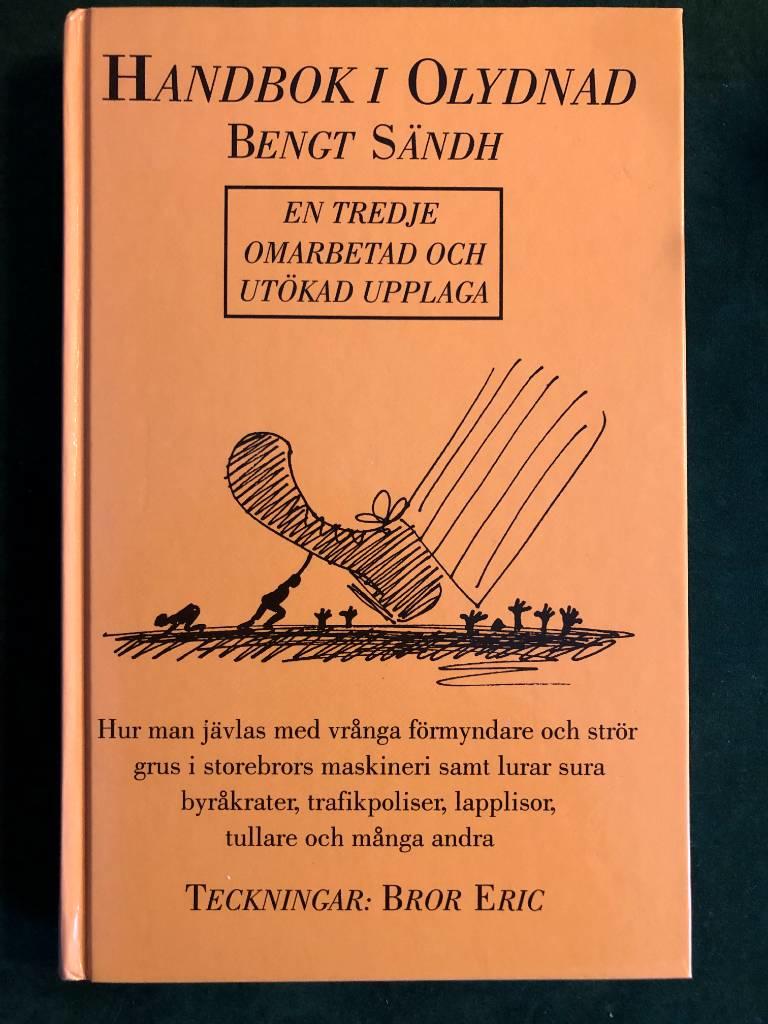 HANDBOK I OLYDNAD
BENGT SÄNDH
EN TREDJE
OMARBETAD OCH
UTÖKAD UPPLAGA
Hur man jävlas med vrånga förmyndare och strör
grus i storebrors maskineri samt lurar sura
byråkrater, trafikpoliser, lapplisor,
tullare och många andra
TECKNINGAR: BROR ERIC